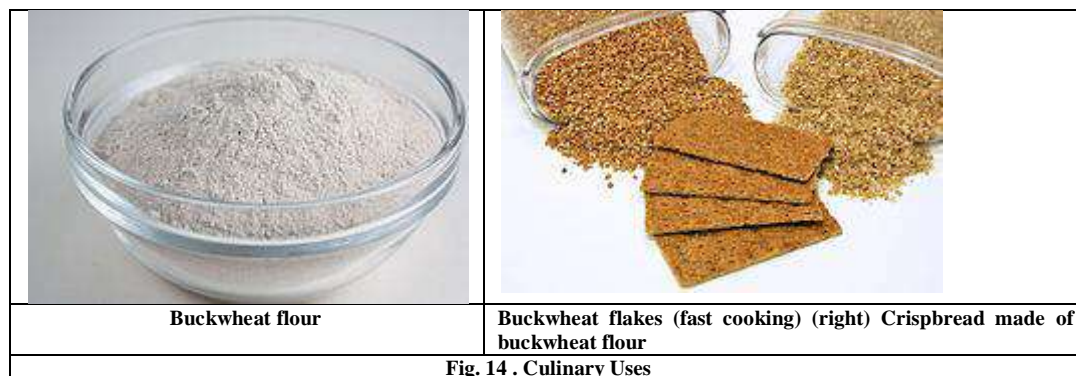 Buckwheat flour
Buckwheat flakes (fast cooking) (right) Crispbread made of
buckwheat flour
Fig. 14 . Culinary Uses